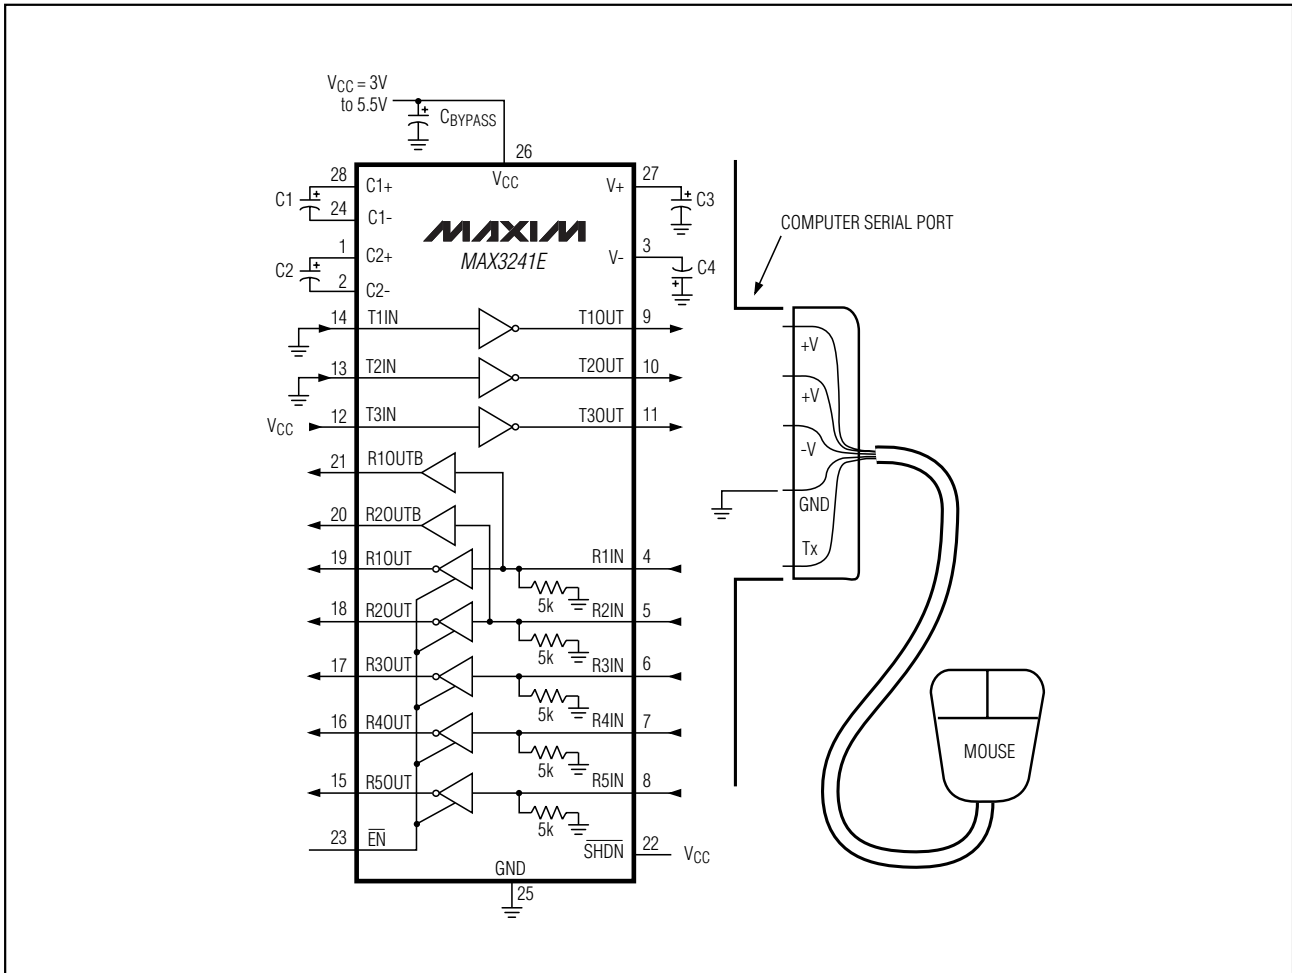 VCC = 3V
to 5.5V
+
CBYPASS
26
VCC
28
C1+
C1
+
24
C1-
1
C2+
C2
+
2
C2-
MAXIM
MAX3241E
27
V+
+
C3
3
V-
C4
+
14 T1IN T1OUT 9
13 T2IN T2OUT 10
VCC 12 T3IN T3OUT 11
21 R1OUTB
20 R2OUTB
19 R1OUT R1IN 4
5k
18 R2OUT R2IN 5
5k
17 R3OUT R3IN 6
5k
16 R4OUT R4IN 7
5k
15 R5OUT R5IN 8
5k
23 EN
SHDN 22 VCC
GND
25
COMPUTER SERIAL PORT
+V
+V
-V
GND
Tx
MOUSE